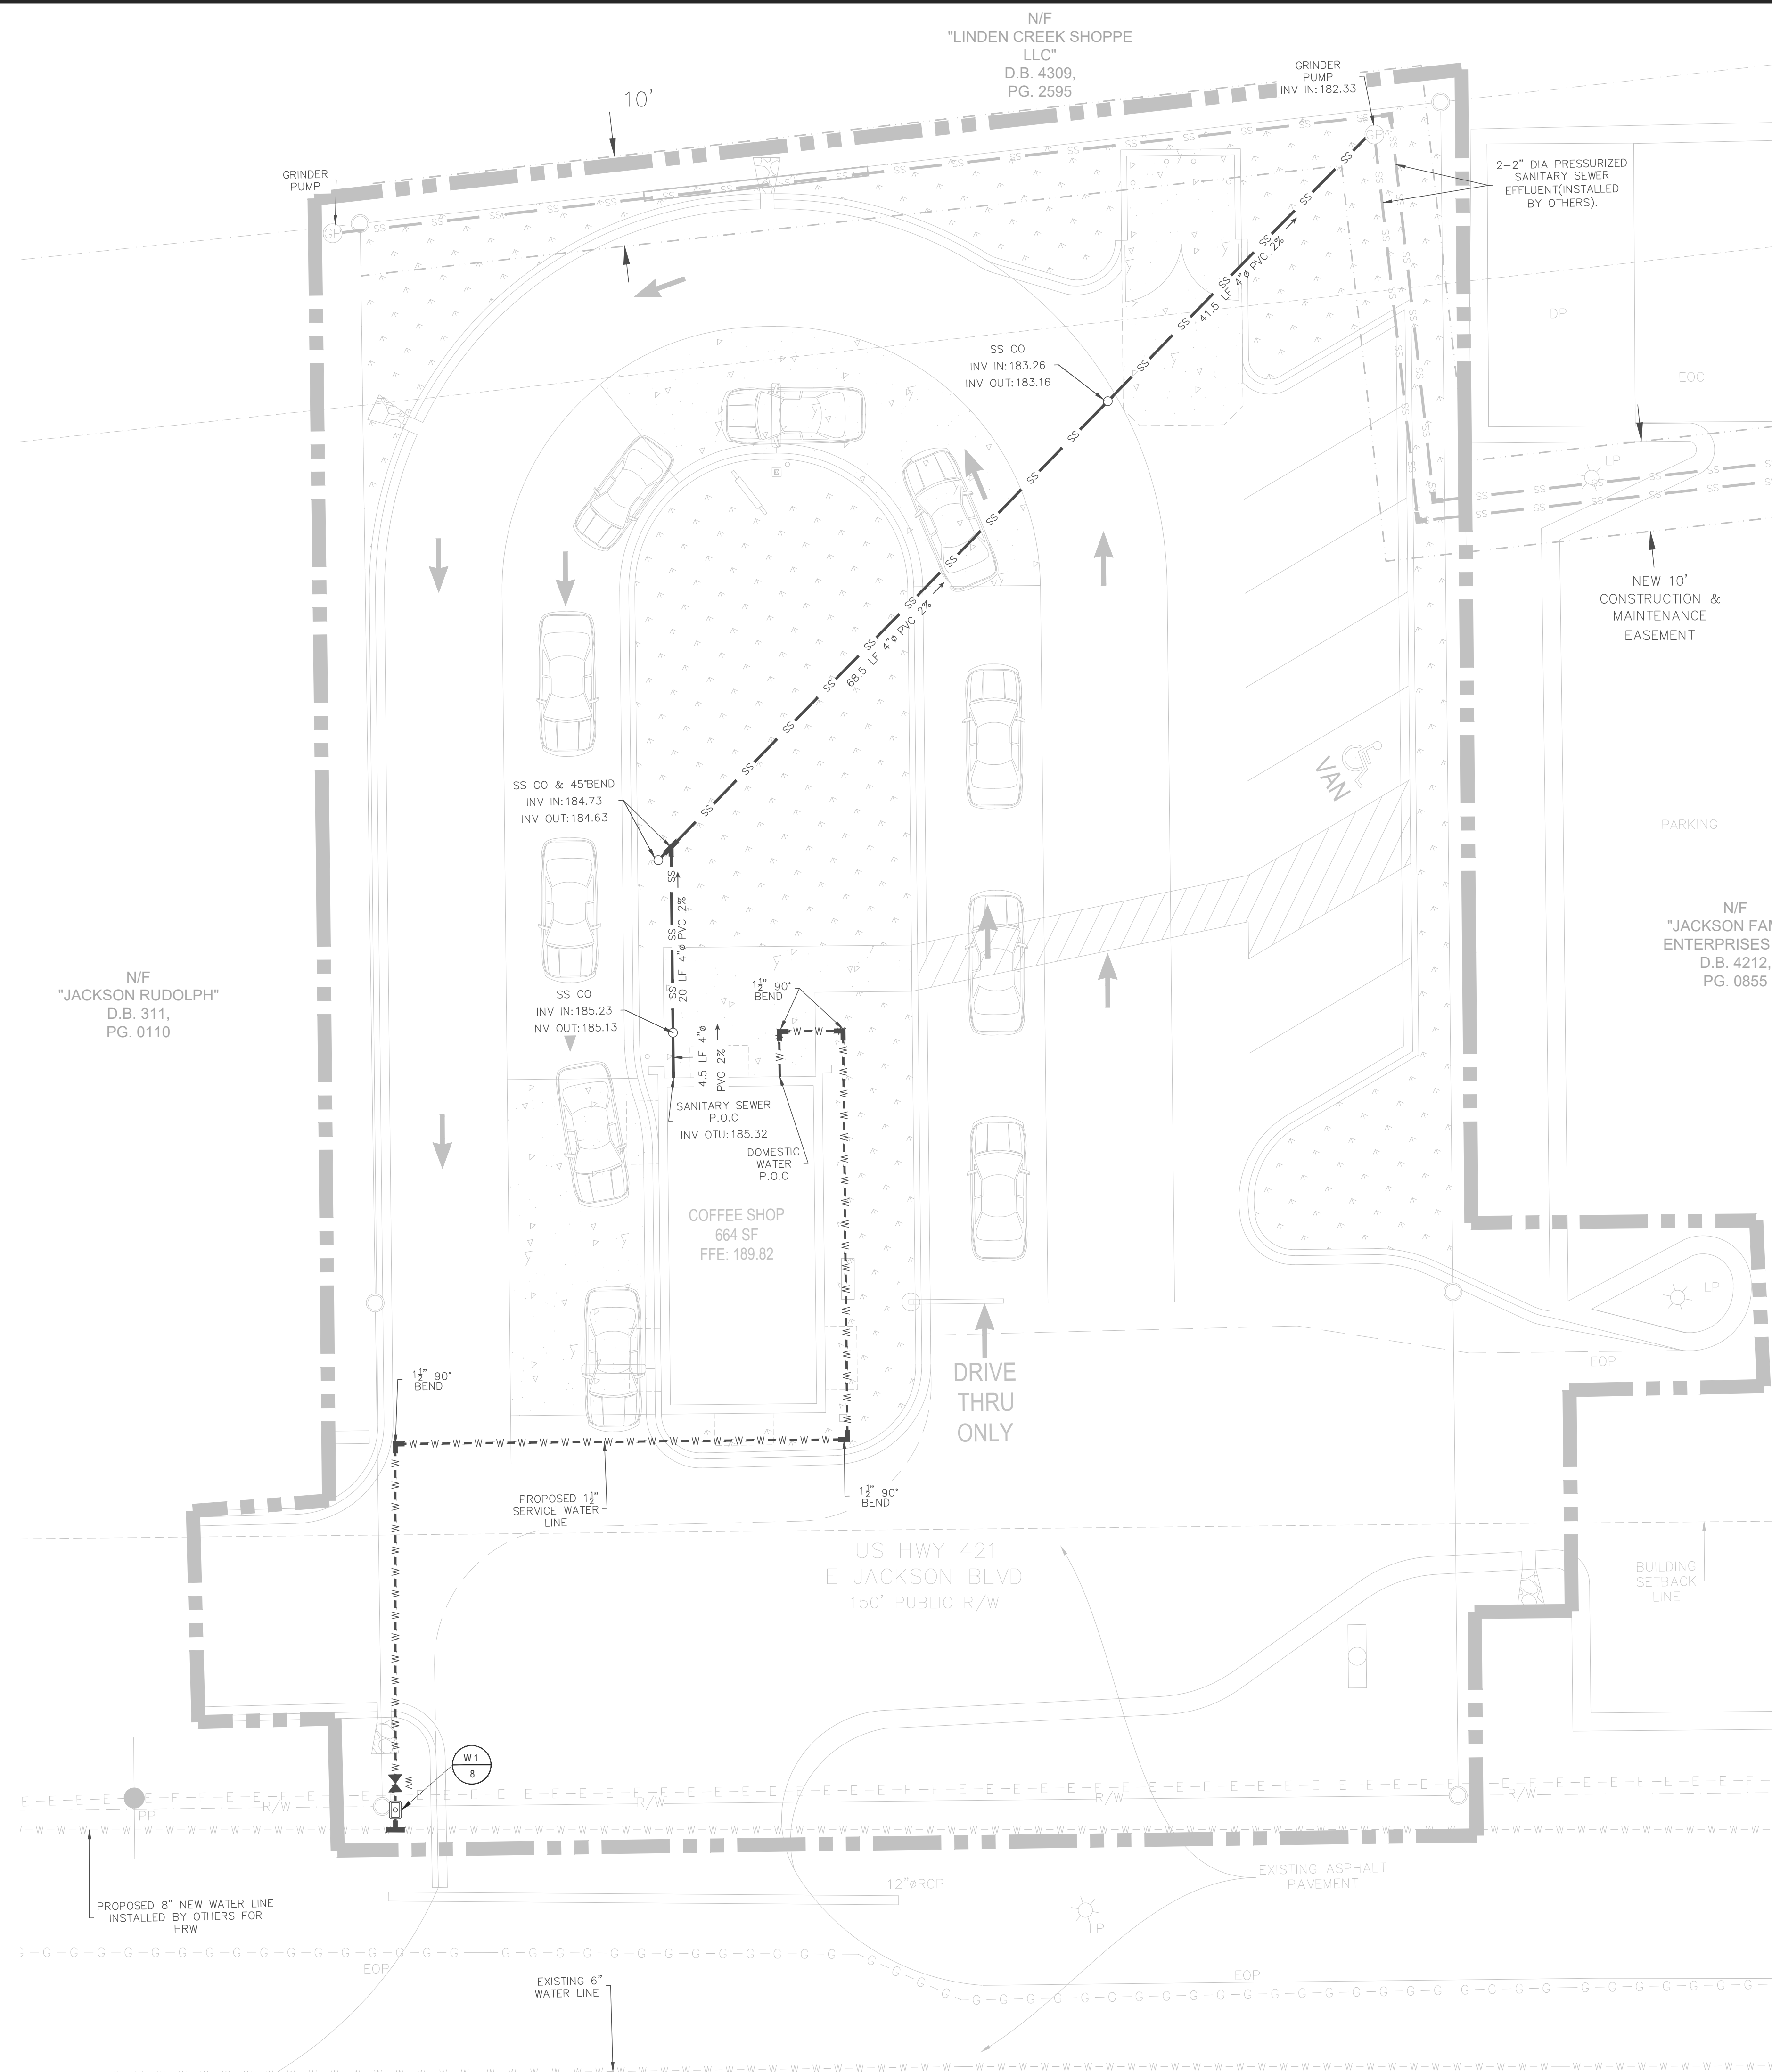 N/F
"LINDEN CREEK SHOPPE
LLC"
D.B. 4309,
PG. 2595
10'
GRINDER
PUMP
INV IN:182.33
GP
GRINDER
PUMP
GP
2-2" DIA PRESSURIZED
SANITARY SEWER
EFFLUENT(INSTALLED
BY OTHERS).
41.5 LF 4"ø PVC 2%
DP
EOC
SS CO
INV IN:183.26
INV OUT:183.16
LP
NEW 10'
CONSTRUCTION &
MAINTENANCE
EASEMENT
68.5 LF 4"ø PVC 2%
VAN
SS CO & 45°BEND
INV IN:184.73
INV OUT:184.63
PARKING
20 LF 4"ø PVC 2%
N/F
"JACKSON FAM
ENTERPRISES
D.B. 4212,
PG. 0855
N/F
"JACKSON RUDOLPH"
D.B. 311,
PG. 0110
SS CO
INV IN:185.23
INV OUT:185.13
1½" 90°
BEND
4.5 LF 4"ø
PVC 2%
SANITARY SEWER
P.O.C
INV OTU:185.32
DOMESTIC
WATER
P.O.C
COFFEE SHOP
664 SF
FFE: 189.82
LP
EOP
DRIVE
THRU
ONLY
1½" 90°
BEND
PROPOSED 1½"
SERVICE WATER
LINE
1½" 90°
BEND
US HWY 421
E JACKSON BLVD
150' PUBLIC R/W
BUILDING
SETBACK
LINE
W1
8
WV
PP
R/W
R/W
R/W
R/W
PROPOSED 8" NEW WATER LINE
INSTALLED BY OTHERS FOR
HRW
12"øRCP
EXISTING ASPHALT
PAVEMENT
LP
EOP
EOP
EXISTING 6"
WATER LINE